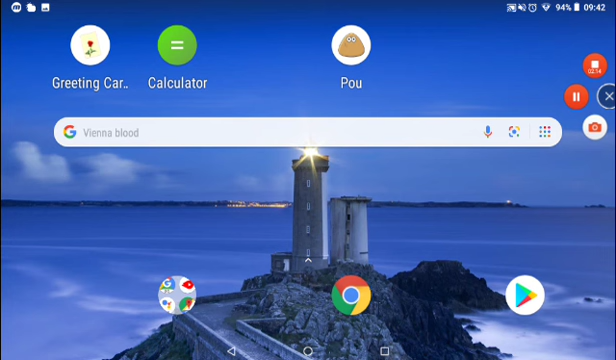 94% 09:42
02:14
Greeting Car..
Calculator
Pou
Vienna blood